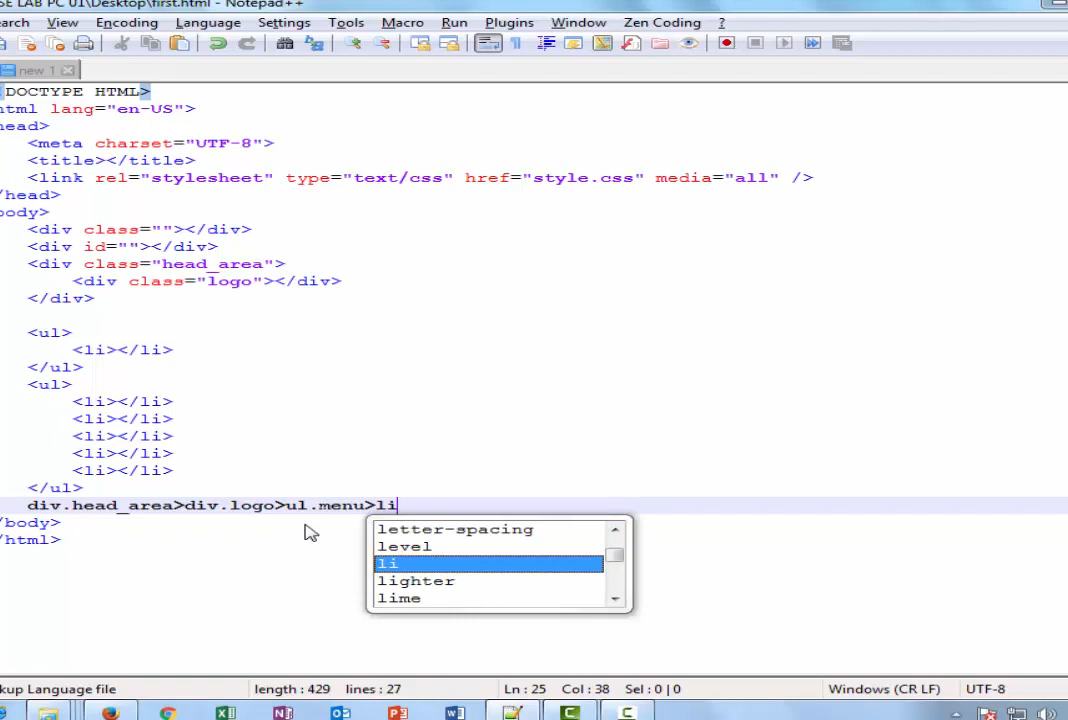 SE LAB PC 01\Desktop\first.html - Notepad++
earch View Encoding Language Settings Tools Macro Run Plugins Window Zen Coding ?
new 1
DOCTYPE HTML>
html lang="en-US">
head>
<meta charset="UTF-8">
<title></title>
<link rel="stylesheet" type="text/css" href="style.css" media="all" />
/head>
body>
<div class=""></div>
<div id=""></div>
<div class="head_area">
<div class="logo"></div>
</div>
<ul>
<li></li>
</ul>
<ul>
<li></li>
<li></li>
<li></li>
<li></li>
<li></li>
</ul>
div.head_area>div.logo>ul.menu>li
/body>
/html>
letter-spacing
level
li
lighter
lime
kup Language file length : 429 lines : 27 Ln : 25 Col : 38 Sel : 0 | 0 Windows (CR LF) UTF-8